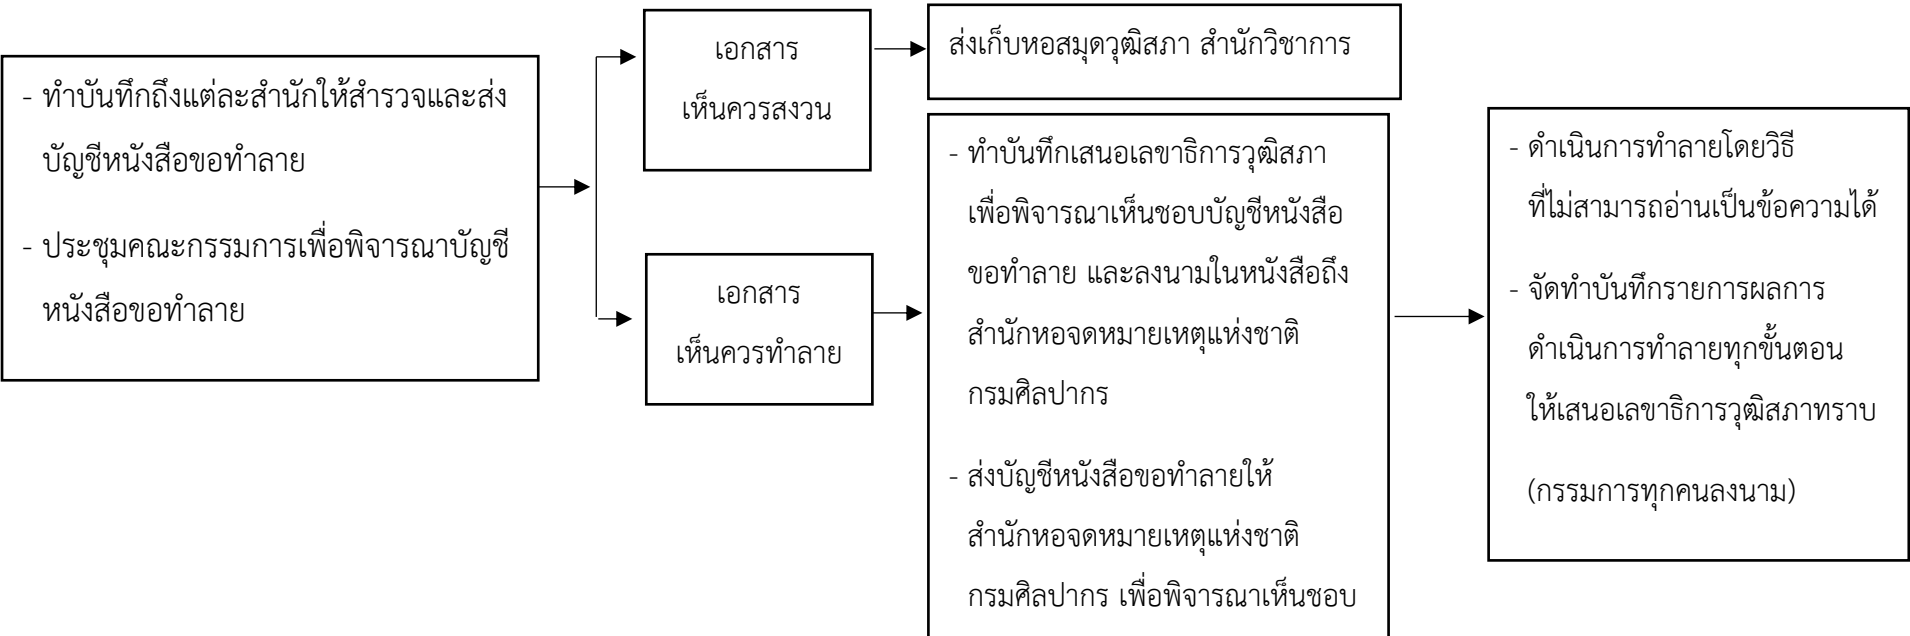 - ทำบันทึกถึงแต่ละสำนักให้สำรวจและส่ง
บัญชีหนังสือขอทำลาย
- ประชุมคณะกรรมการเพื่อพิจารณาบัญชี
หนังสือขอทำลาย
เอกสาร
เห็นควรสงวน
ส่งเก็บหอสมุดวุฒิสภา สำนักวิชาการ
เอกสาร
เห็นควรทำลาย
- ทำบันทึกเสนอเลขาธิการวุฒิสภา
เพื่อพิจารณาเห็นชอบบัญชีหนังสือ
ขอทำลาย และลงนามในหนังสือถึง
สำนักหอจดหมายเหตุแห่งชาติ
กรมศิลปากร
- ส่งบัญชีหนังสือขอทำลายให้
สำนักหอจดหมายเหตุแห่งชาติ
กรมศิลปากร เพื่อพิจารณาเห็นชอบ
- ดำเนินการทำลายโดยวิธี
ที่ไม่สามารถอ่านเป็นข้อความได้
- จัดทำบันทึกรายการผลการ
ดำเนินการทำลายทุกขั้นตอน
ให้เสนอเลขาธิการวุฒิสภาทราบ
(กรรมการทุกคนลงนาม)